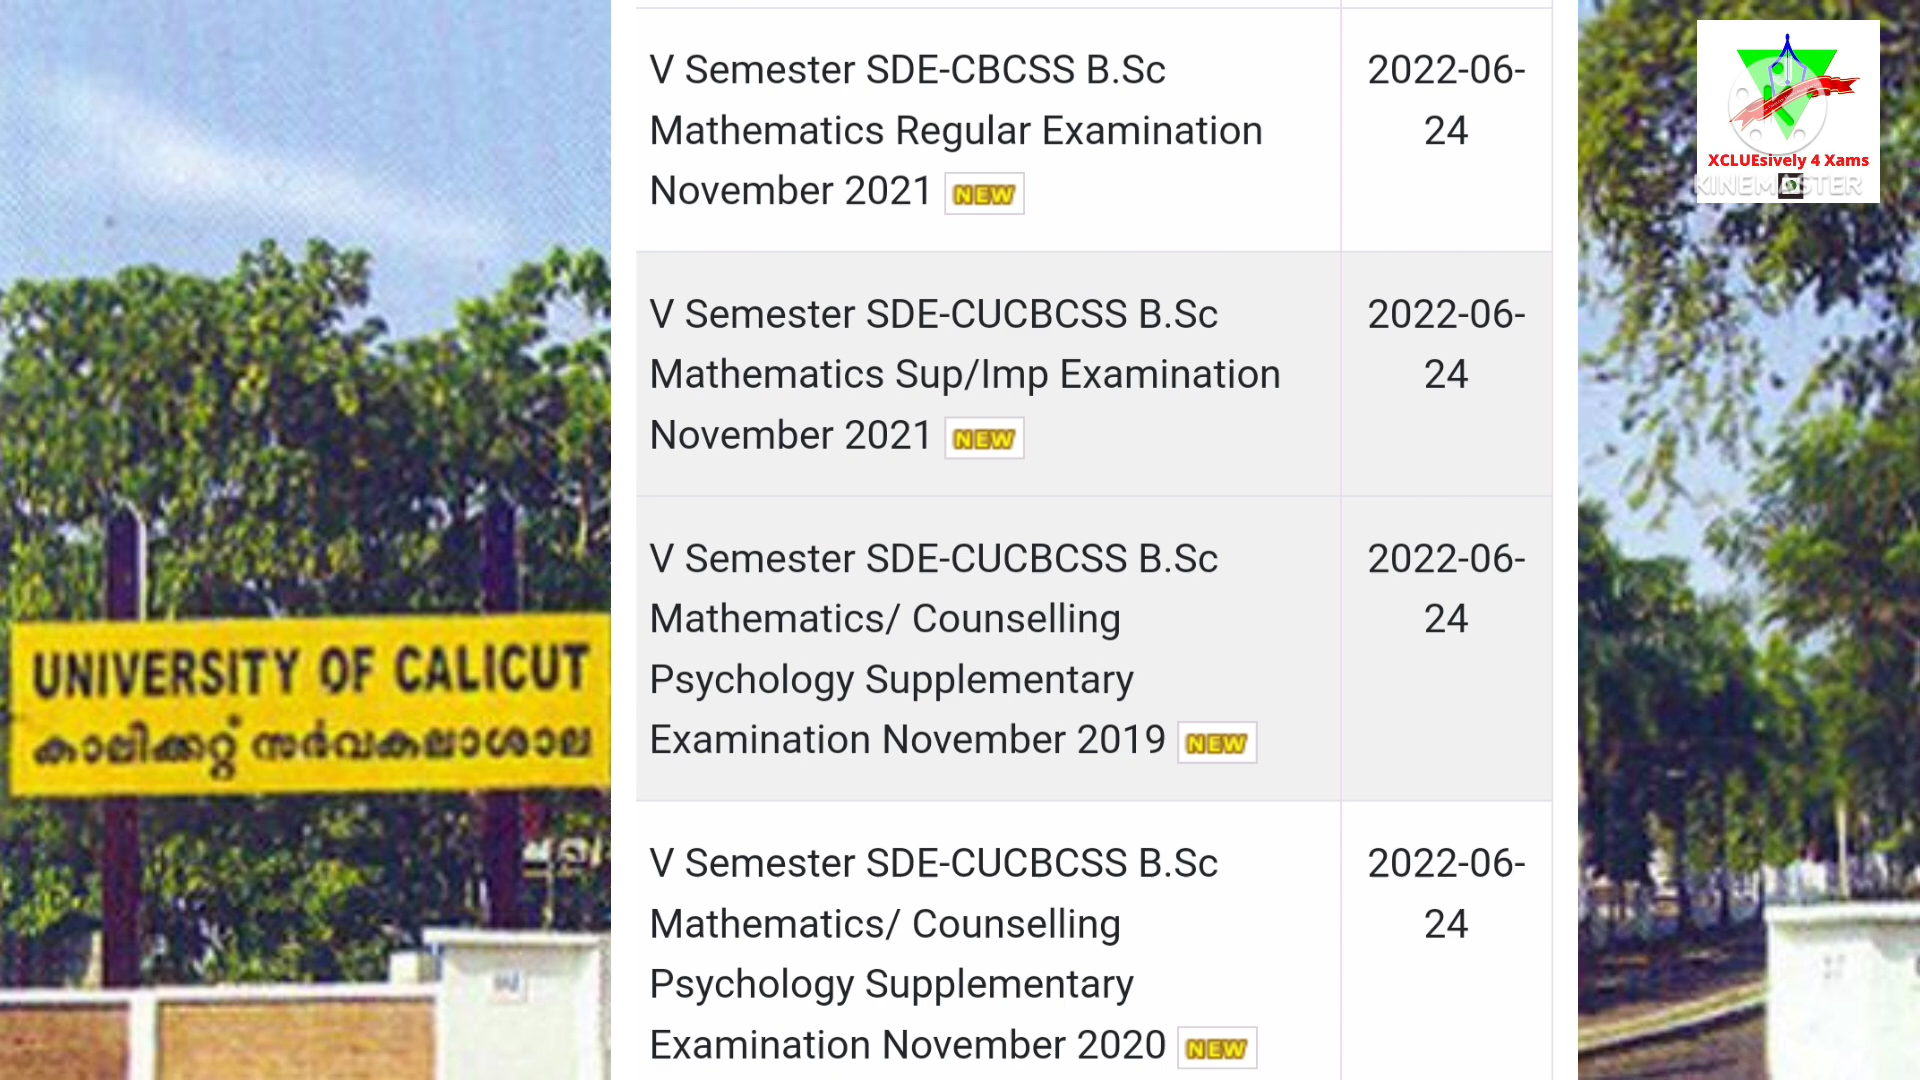 V Semester SDE-CBCSS B.Sc
Mathematics Regular Examination
November 2021 NEW
2022-06-
24
V Semester SDE-CUCBCSS B.Sc
Mathematics Sup/Imp Examination
November 2021 NEW
2022-06-
24
V Semester SDE-CUCBCSS B.Sc
Mathematics/ Counselling
Psychology Supplementary
Examination November 2019 NEW
2022-06-
24
V Semester SDE-CUCBCSS B.Sc
Mathematics/ Counselling
Psychology Supplementary
Examination November 2020 NEW
2022-06-
24
UNIVERSITY OF CALICUT
കാലിക്കറ്റ് സർവകലാശാല
XCLUEsively 4 Xams
KINEMASTER